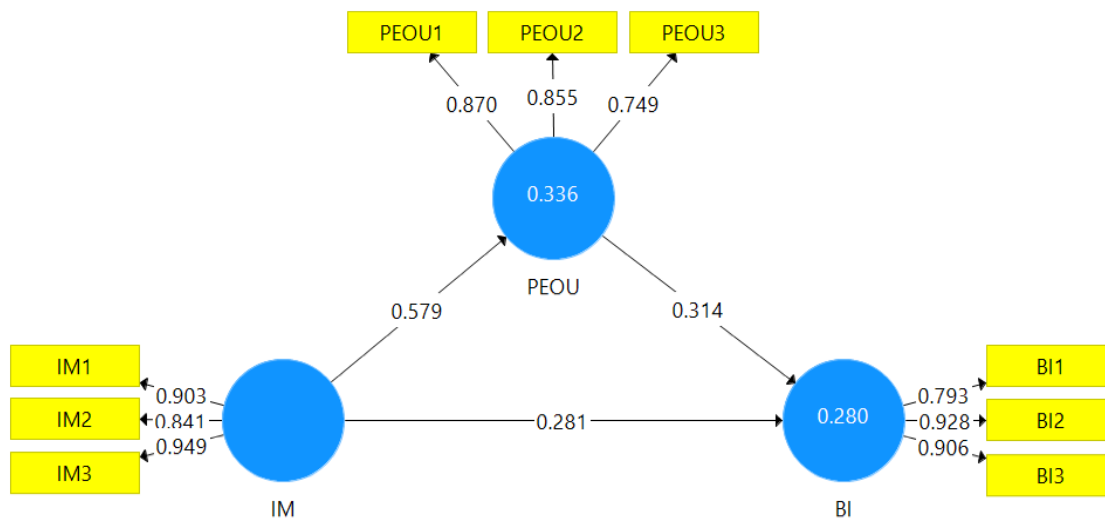 PEOU1 PEOU2 PEOU3
0.870 0.855 0.749
0.336
PEOU
0.579 0.314
IM1
IM2
IM3
0.903
0.841
0.949
IM
0.281
0.280
BI
0.793
0.928
0.906
BI1
BI2
BI3